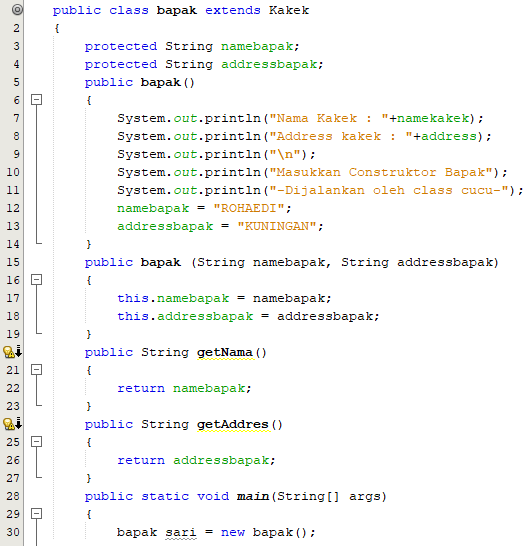 1 public class bapak extends Kakek
2 {
3 protected String namebapak;
4 protected String addressbapak;
5 public bapak()
6 {
7 System.out.println("Nama Kakek : "+namekakek);
8 System.out.println("Address kakek : "+address);
9 System.out.println("\n");
10 System.out.println("Masukkan Construktor Bapak");
11 System.out.println("-Dijalankan oleh class cucu-");
12 namebapak = "ROHAEDI";
13 addressbapak = "KUNINGAN";
14 }
15 public bapak (String namebapak, String addressbapak)
16 {
17 this.namebapak = namebapak;
18 this.addressbapak = addressbapak;
19 }
public String getNama()
21 {
22 return namebapak;
23 }
public String getAddres()
25 {
26 return addressbapak;
27 }
28 public static void main(String[] args)
29 {
30 bapak sari = new bapak();